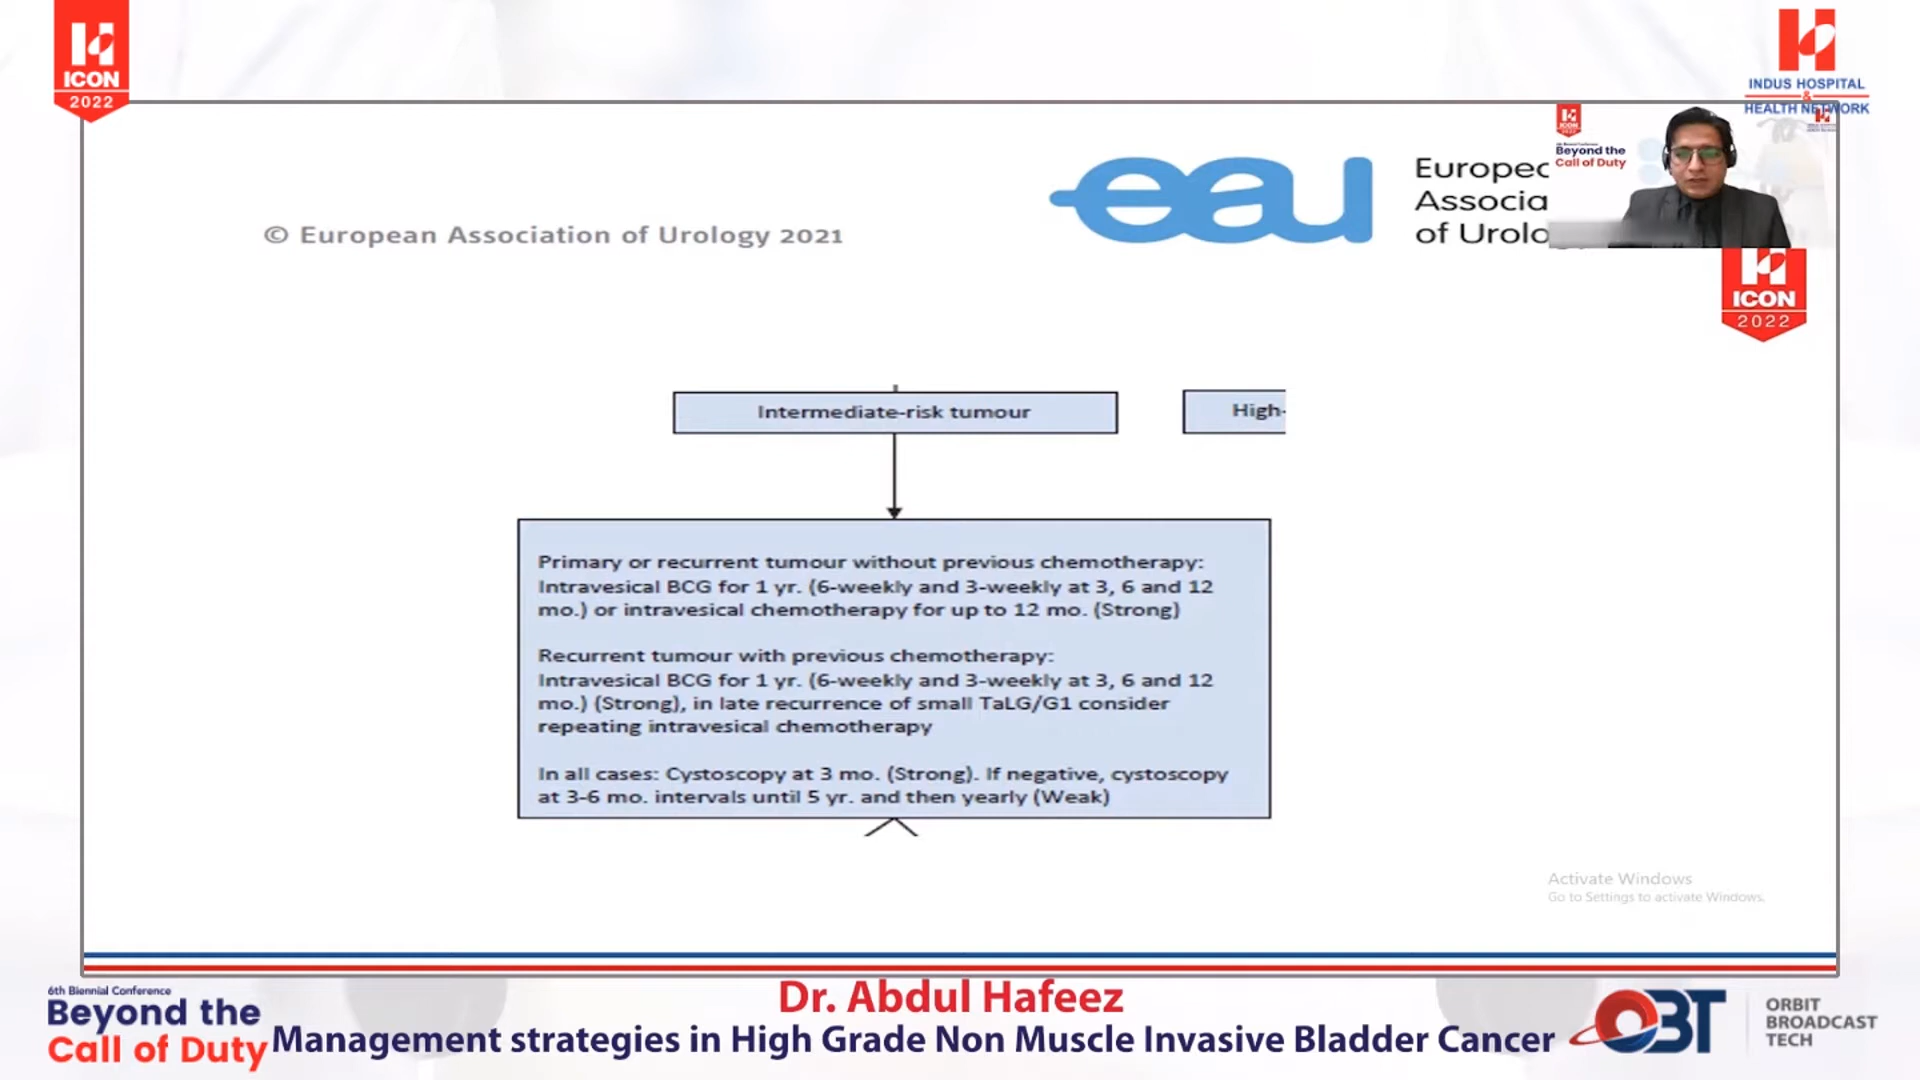 ICON
2022
INDUS HOSPITAL
&
HEALTH NETWORK
ICON
2022
Beyond the
Call of Duty
© European Association of Urology 2021
eau
Europea
Associa
of Urolo
ICON
2022
Intermediate-risk tumour
High-
Primary or recurrent tumour without previous chemotherapy:
Intravesical BCG for 1 yr. (6-weekly and 3-weekly at 3, 6 and 12
mo.) or intravesical chemotherapy for up to 12 mo. (Strong)
Recurrent tumour with previous chemotherapy:
Intravesical BCG for 1 yr. (6-weekly and 3-weekly at 3, 6 and 12
mo.) (Strong), in late recurrence of small TaLG/G1 consider
repeating intravesical chemotherapy
In all cases: Cystoscopy at 3 mo. (Strong). If negative, cystoscopy
at 3-6 mo. intervals until 5 yr. and then yearly (Weak)
Activate Windows
Go to Settings to activate Windows.
6th Biennial Conference
Beyond the
Call of Duty
Dr. Abdul Hafeez
Management strategies in High Grade Non Muscle Invasive Bladder Cancer
OBT
ORBIT
BROADCAST
TECH